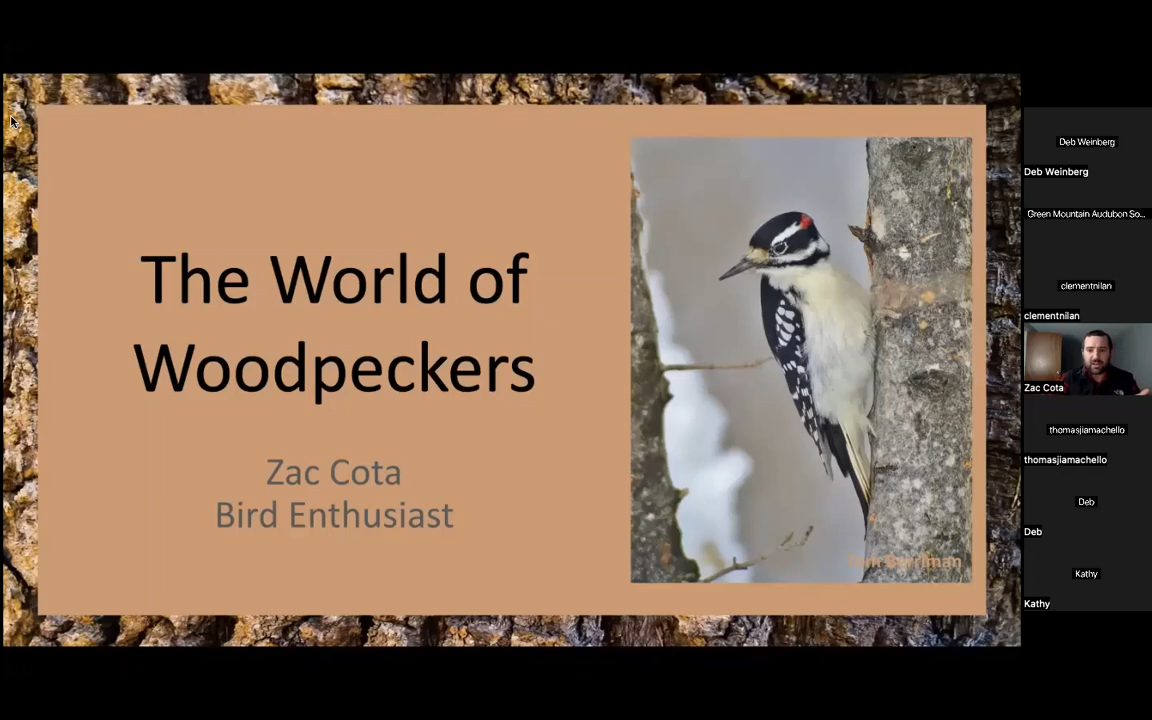 The World of
Woodpeckers
Zac Cota
Bird Enthusiast
Berriman
Deb Weinberg
Deb Weinberg
Green Mountain Audubon So...
clementnilan
clementnilan
Zac Cota
thomasjiamachello
thomasjiamachello
Deb
Deb
Kathy
Kathy